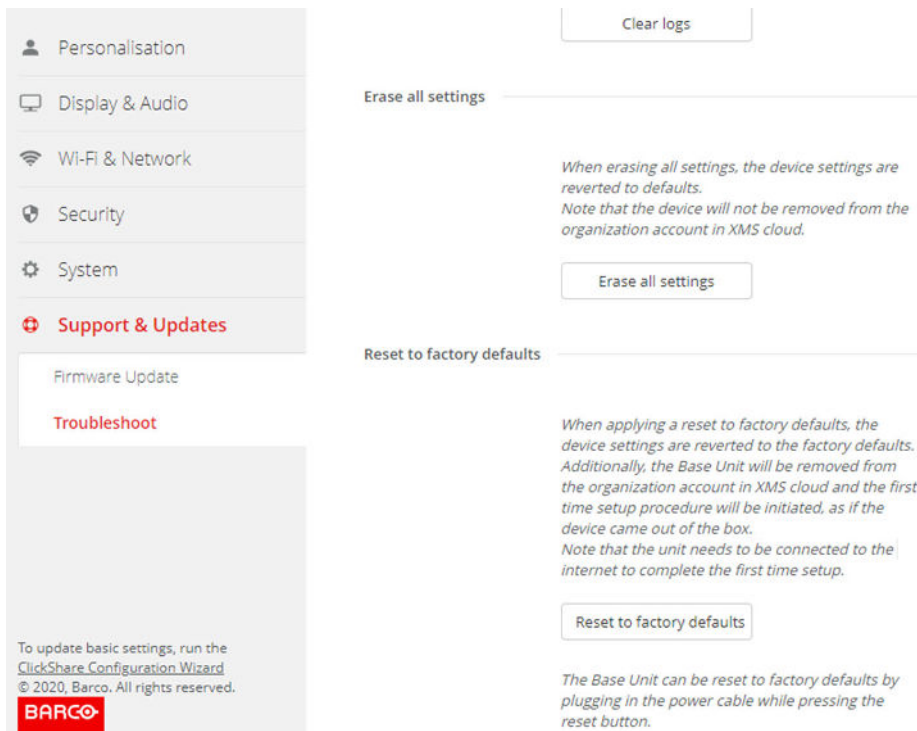 Personalisation
Display & Audio
Wi-Fi & Network
Security
System
Support & Updates
Firmware Update
Troubleshoot
To update basic settings, run the
ClickShare Configuration Wizard
© 2020, Barco. All rights reserved.
BARCO
Clear logs
Erase all settings
When erasing all settings, the device settings are
reverted to defaults.
Note that the device will not be removed from the
organization account in XMS cloud.
Erase all settings
Reset to factory defaults
When applying a reset to factory defaults, the
device settings are reverted to the factory defaults.
Additionally, the Base Unit will be removed from
the organization account in XMS cloud and the first
time setup procedure will be initiated, as if the
device came out of the box.
Note that the unit needs to be connected to the
internet to complete the first time setup.
Reset to factory defaults
The Base Unit can be reset to factory defaults by
plugging in the power cable while pressing the
reset button.